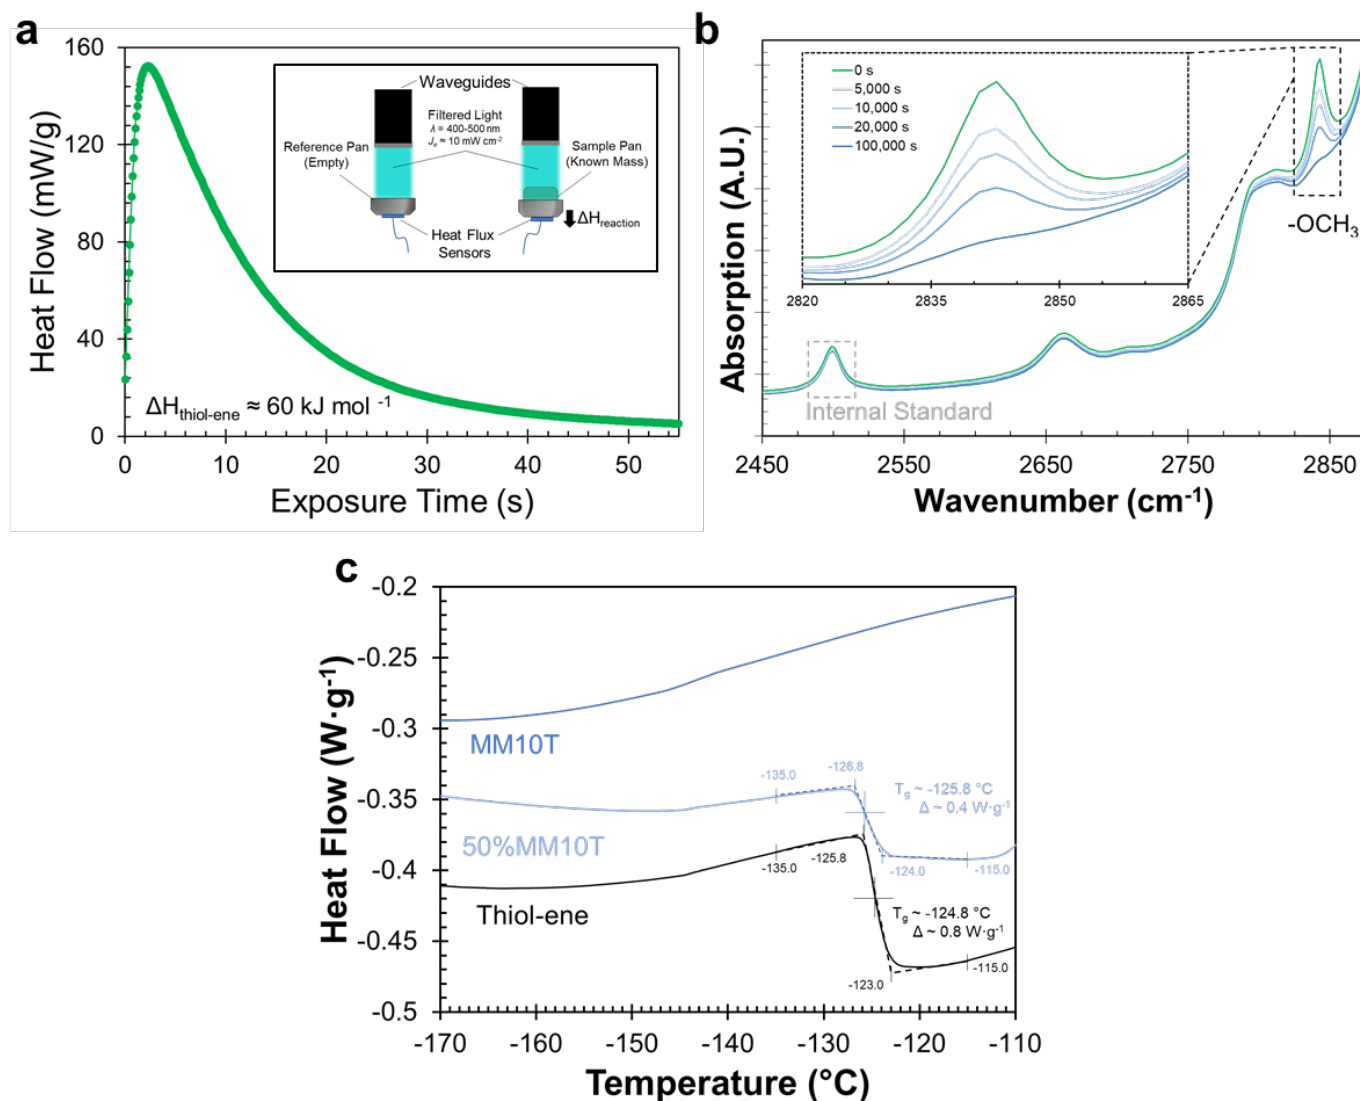 a
Heat Flow (mW/g)
160
120
80
40
0
0 10 20 30 40 50
Exposure Time (s)
ΔHthiol-ene ≈ 60 kJ mol -1
Waveguides
Filtered Light
λ = 400-500 nm
Je ≈ 10 mW cm-2
Reference Pan
(Empty)
Sample Pan
(Known Mass)
ΔHreaction
Heat Flux
Sensors
b
Absorption (A.U.)
0 s
5,000 s
10,000 s
20,000 s
100,000 s
2820 2835 2850 2865
-OCH3
Internal Standard
2450 2550 2650 2750 2850
Wavenumber (cm-1)
c
Heat Flow (W·g-1)
-0.2
-0.25
-0.3
-0.35
-0.4
-0.45
-0.5
MM10T
-135.0
-126.8
Tg ~ -125.8 °C
Δ ~ 0.4 W·g-1
50%MM10T
-135.0
-125.8
-124.0
-115.0
Thiol-ene
Tg ~ -124.8 °C
Δ ~ 0.8 W·g-1
-123.0
-115.0
-170 -160 -150 -140 -130 -120 -110
Temperature (°C)